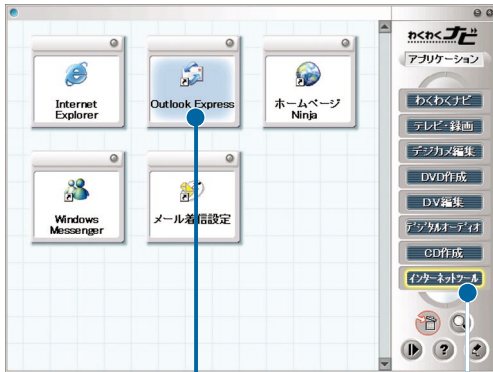 Internet
Explorer
Outlook Express
ホームページ
Ninja
Windows
Messenger
メール着信設定
わくわくナビ
アプリケーション
わくわくナビ
テレビ・録画
デジカメ編集
DVD作成
DV編集
デジタルオーディオ
CD作成
インターネットツール
?